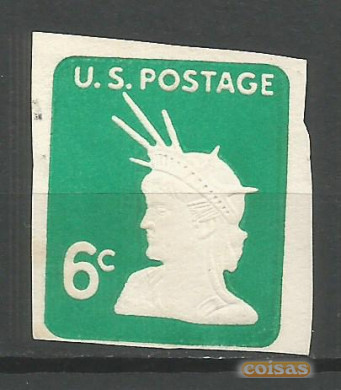 U.S. POSTAGE
6c
coisas